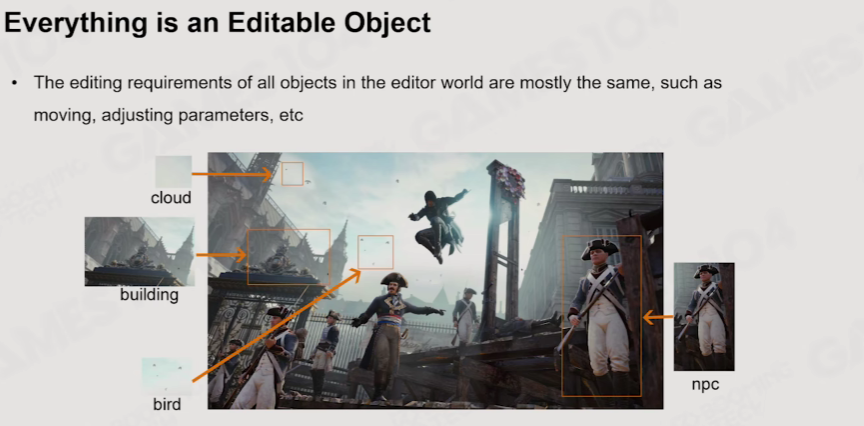 Everything is an Editable Object
• The editing requirements of all objects in the editor world are mostly the same, such as
moving, adjusting parameters, etc
cloud
building
bird
npc
GAMES104